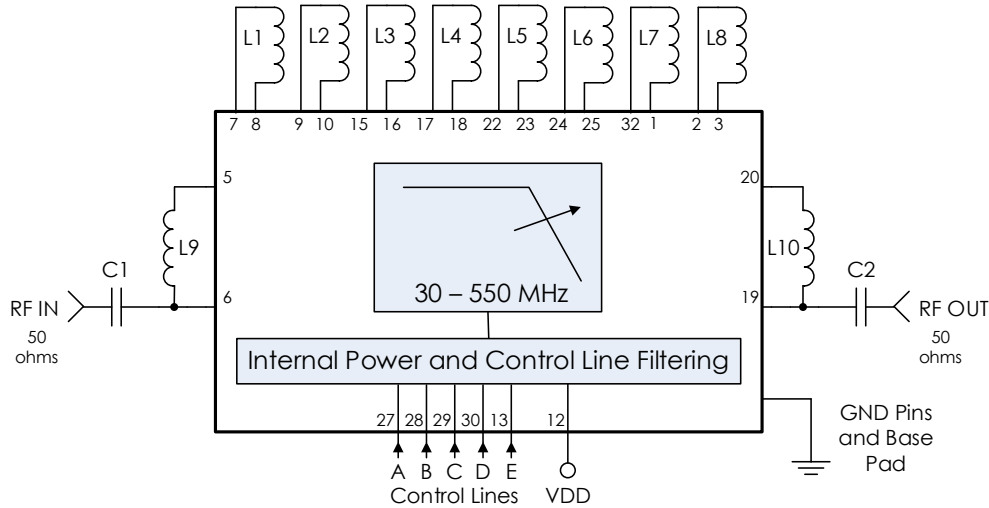 L1 L2 L3 L4 L5 L6 L7 L8
7 8 9 10 15 16 17 18 22 23 24 25 32 1 2 3
5 20
L9 L10
C1 C2
30 – 550 MHz
6 19
RF IN RF OUT
50 50
ohms ohms
Internal Power and Control Line Filtering
27 28 29 30 13 12
GND Pins
and Base
Pad
A B C D E
Control Lines VDD